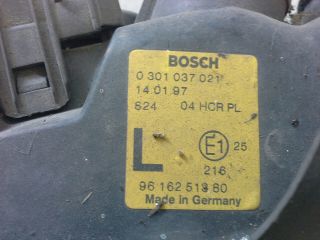 BOSCH
0 301 037 021
14.01.97
S24 04 HCR PL
L E1 25
216
96 162 513 80
Made in Germany